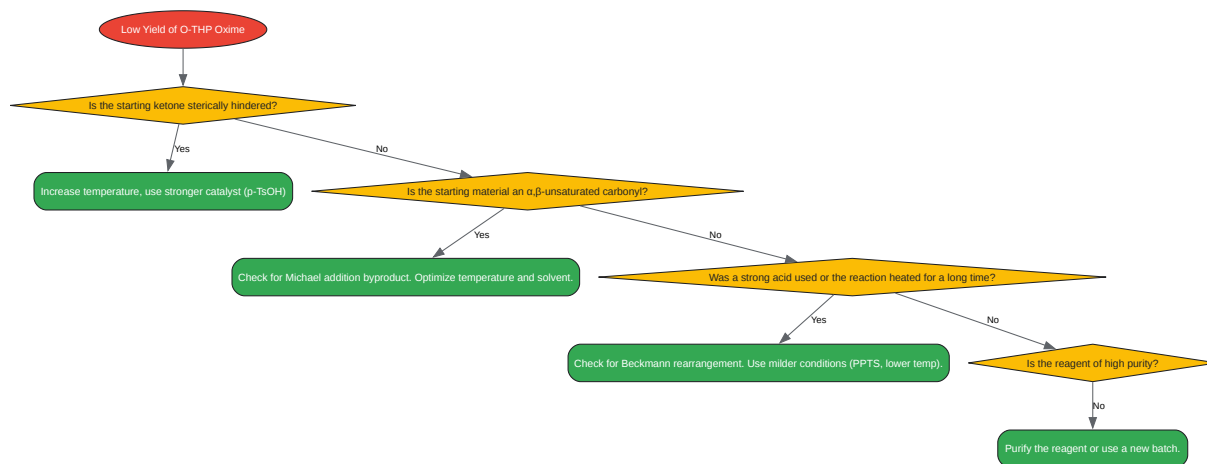 Low Yield of O-THP Oxime
Is the starting ketone sterically hindered?
Yes
No
Increase temperature, use stronger catalyst (p-TsOH)
Is the starting material an α,β-unsaturated carbonyl?
Yes
No
Check for Michael addition byproduct. Optimize temperature and solvent.
Was a strong acid used or the reaction heated for a long time?
Yes
No
Check for Beckmann rearrangement. Use milder conditions (PPTS, lower temp).
Is the reagent of high purity?
No
Purify the reagent or use a new batch.